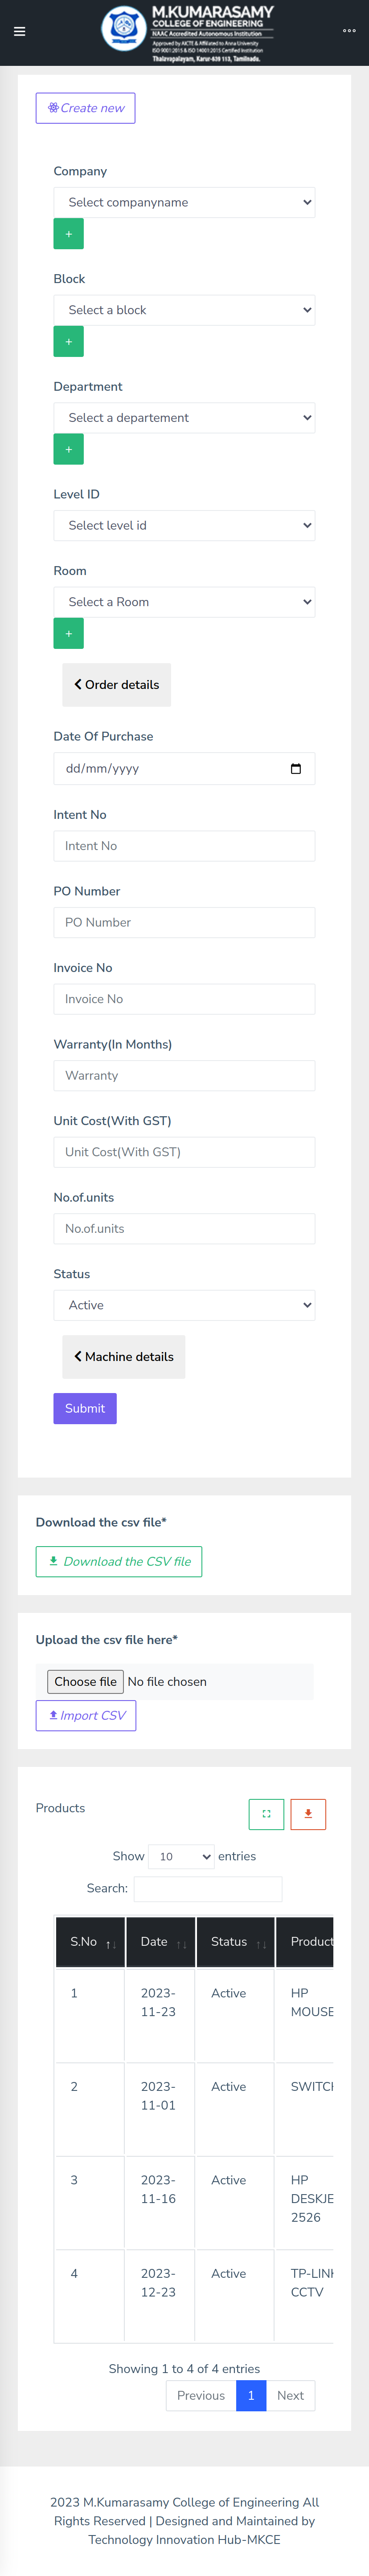 M.KUMARASAMY
COLLEGE OF ENGINEERING
NAAC Accredited Autonomous Institution
Approved by AICTE & Affiliated to Anna University
ISO 9001:2015 & ISO 14001:2015 Certified Institution
Thalavapalayam, Karur-639 113, Tamilnadu.
Create new
Company
Select companyname
+
Block
Select a block
+
Department
Select a departement
+
Level ID
Select level id
Room
Select a Room
+
Order details
Date Of Purchase
dd/mm/yyyy
Intent No
Intent No
PO Number
PO Number
Invoice No
Invoice No
Warranty(In Months)
Warranty
Unit Cost(With GST)
Unit Cost(With GST)
No.of.units
No.of.units
Status
Active
Machine details
Submit
Download the csv file*
Download the CSV file
Upload the csv file here*
Choose file No file chosen
Import CSV
Products
Show 10 entries
Search:
S.No Date Status Product
1 2023- Active HP
11-23 MOUSE
2 2023- Active SWITCH
11-01
3 2023- Active HP
11-16 DESKJE
2526
4 2023- Active TP-LINK
12-23 CCTV
Showing 1 to 4 of 4 entries
Previous 1 Next
2023 M.Kumarasamy College of Engineering All
Rights Reserved | Designed and Maintained by
Technology Innovation Hub-MKCE